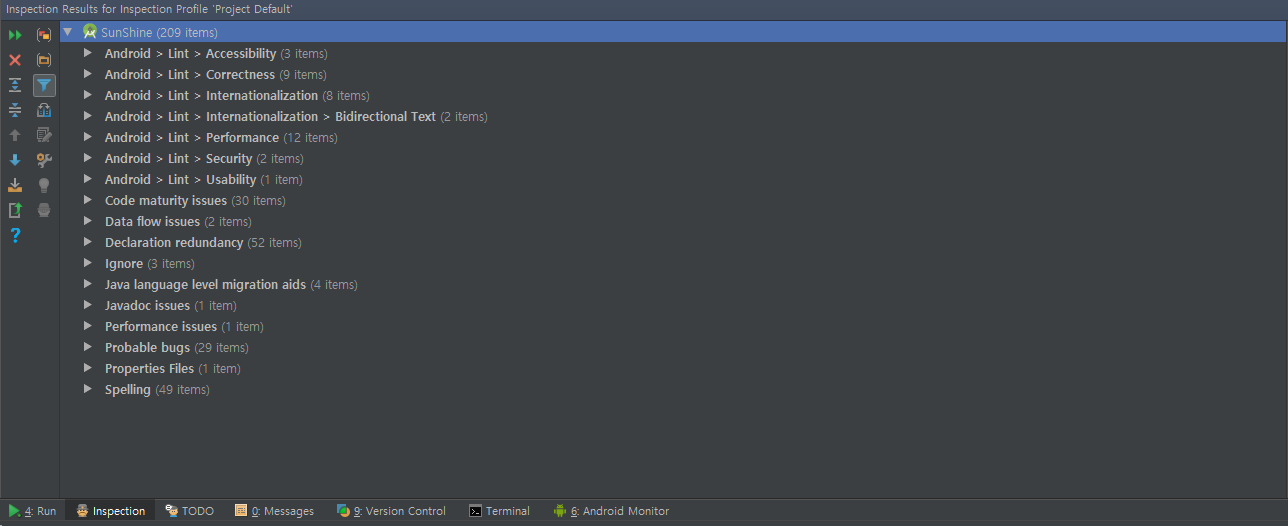 Inspection Results for Inspection Profile 'Project Default'
SunShine (209 items)
Android > Lint > Accessibility (3 items)
Android > Lint > Correctness (9 items)
Android > Lint > Internationalization (8 items)
Android > Lint > Internationalization > Bidirectional Text (2 items)
Android > Lint > Performance (12 items)
Android > Lint > Security (2 items)
Android > Lint > Usability (1 item)
Code maturity issues (30 items)
Data flow issues (2 items)
Declaration redundancy (52 items)
Ignore (3 items)
Java language level migration aids (4 items)
Javadoc issues (1 item)
Performance issues (1 item)
Probable bugs (29 items)
Properties Files (1 item)
Spelling (49 items)
4: Run Inspection TODO 0: Messages 9: Version Control Terminal 6: Android Monitor